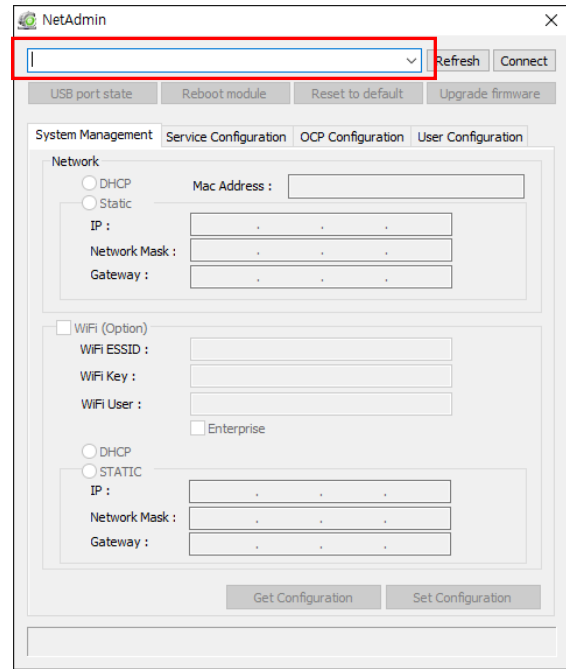 NetAdmin
Refresh Connect
USB port state Reboot module Reset to default Upgrade firmware
System Management Service Configuration OCP Configuration User Configuration
Network
DHCP Mac Address :
Static
IP : . . .
Network Mask : . . .
Gateway : . . .
WiFi (Option)
WiFi ESSID :
WiFi Key :
WiFi User :
Enterprise
DHCP
STATIC
IP : . . .
Network Mask : . . .
Gateway : . . .
Get Configuration Set Configuration